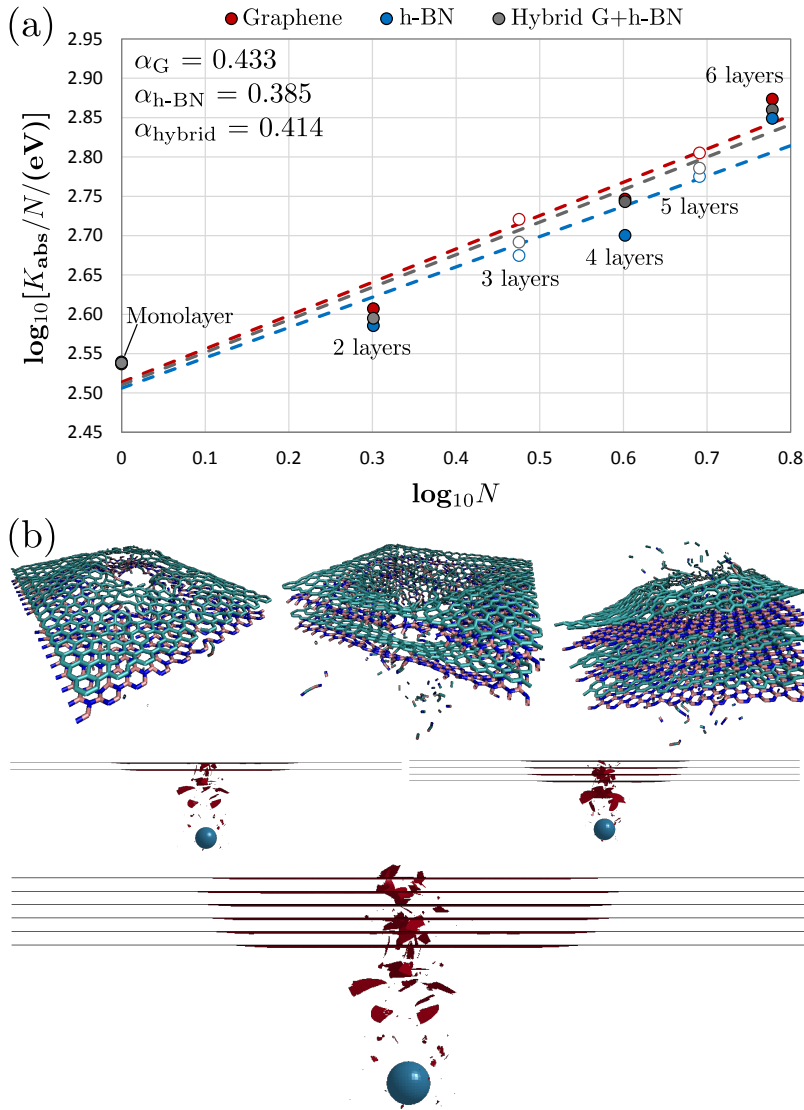 (a)
Graphene h-BN Hybrid G+h-BN
α_G = 0.433
α_h-BN = 0.385
α_hybrid = 0.414
log₁₀[K_abs/N/(eV)]
2.95
2.90
2.85
2.80
2.75
2.70
2.65
2.60
2.55
2.50
2.45
Monolayer
2 layers
3 layers
4 layers
5 layers
6 layers
0 0.1 0.2 0.3 0.4 0.5 0.6 0.7 0.8
log₁₀N
(b)